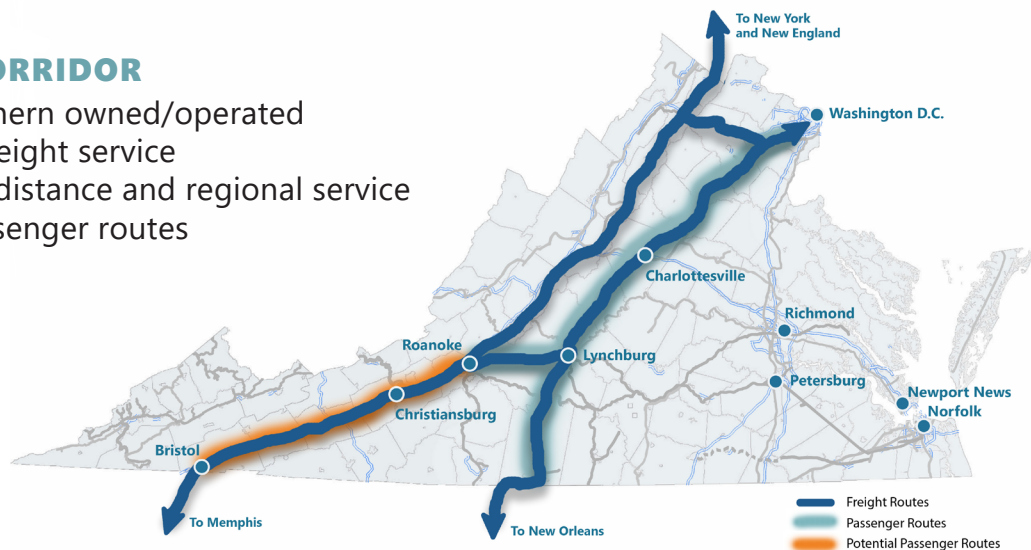 ORRIDOR
hern owned/operated
eight service
distance and regional service
senger routes
To New York
and New England
Washington D.C.
Charlottesville
Richmond
Roanoke
Lynchburg
Petersburg
Christiansburg
Newport News
Norfolk
Bristol
To Memphis
To New Orleans
Freight Routes
Passenger Routes
Potential Passenger Routes